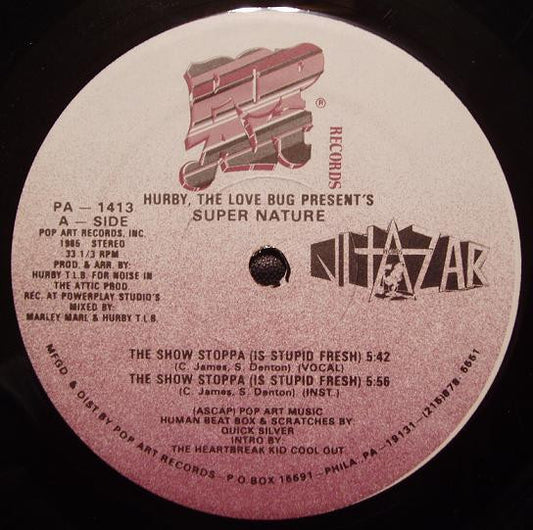 POP
ART
®
RECORDS
HURBY, THE LOVE BUG PRESENT'S
SUPER NATURE
PA — 1413
A — SIDE
POP ART RECORDS, INC.
1985 STEREO
33 1/3 RPM
PROD. & ARR. BY:
HURBY T.L.B. FOR NOISE IN
THE ATTIC PROD.
REC. AT POWERPLAY STUDIO'S
MIXED BY:
MARLEY MARL & HURBY T.L.B.
THE SHOW STOPPA (IS STUPID FRESH) 5:42
(C. James, S. Denton) (VOCAL)
THE SHOW STOPPA (IS STUPID FRESH) 5:56
(C. James, S. Denton) (INST.)
(ASCAP) POP ART MUSIC
HUMAN BEAT BOX & SCRATCHES BY:
QUICK SILVER
INTRO BY:
THE HEARTBREAK KID COOL OUT.
MFGD. & DIST BY POP ART RECORDS — P.O BOX 16691 — PHILA. PA — 19131 — (215)878-5551